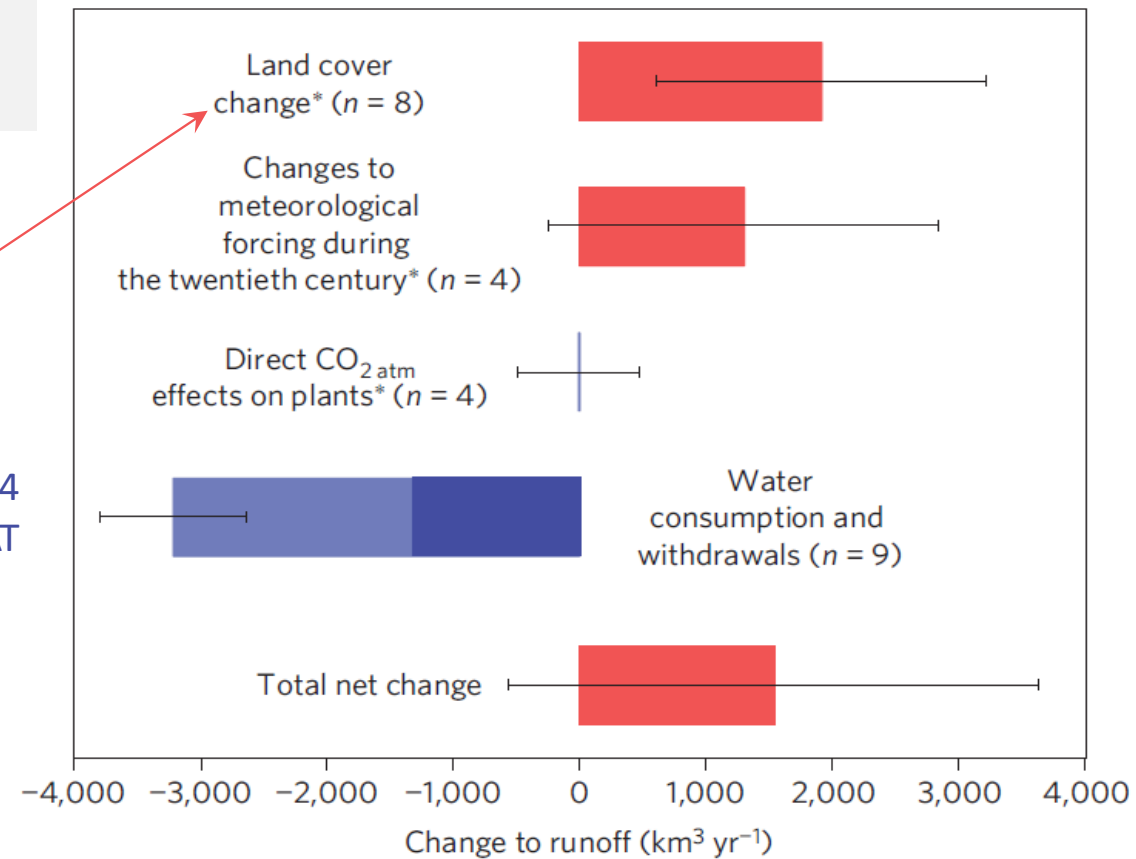 Land cover
change* (n = 8)
Changes to
meteorological
forcing during
the twentieth century* (n = 4)
Direct CO₂ atm
effects on plants* (n = 4)
4
AT
Water
consumption and
withdrawals (n = 9)
Total net change
−4,000 −3,000 −2,000 −1,000 0 1,000 2,000 3,000 4,000
Change to runoff (km³ yr⁻¹)